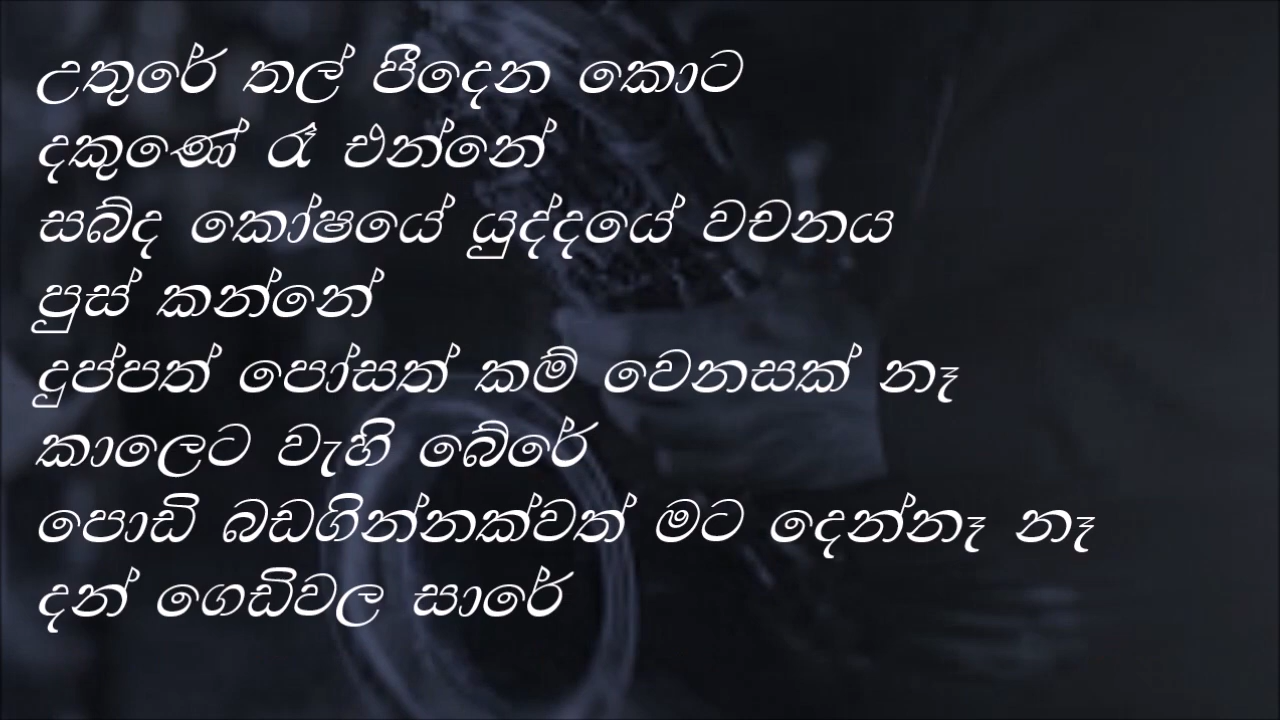 උතුරේ තල් පීදෙන කොට
දකුණේ රෑ එන්නේ
සබ්ද කෝෂයේ යුද්දයේ වචනය
පුස් කන්නේ
දුප්පත් පෝසත් කම් වෙනසක් නෑ
කාලෙට වැහි බේරේ
පොඩි බඩගින්නක්වත් මට දෙන්නෑ නෑ
දන් ගෙඩිවල සාරේ